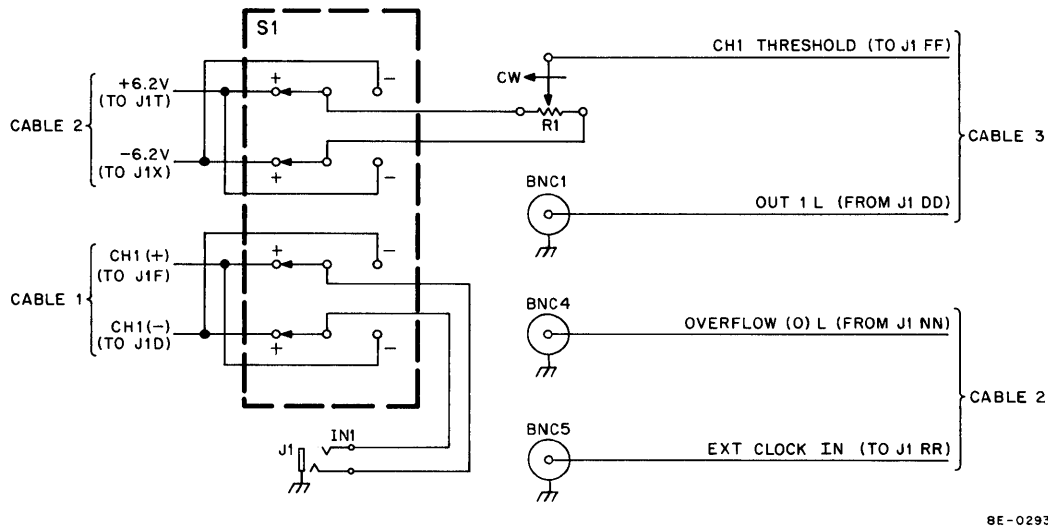 S1
CH1 THRESHOLD (TO J1 FF)
CW
+ −
+6.2V
(TO J1T)
R1
CABLE 2
CABLE 3
−6.2V
(TO J1X)
+ −
BNC1
OUT 1 L (FROM J1 DD)
+ −
CH1 (+)
(TO J1F)
CABLE 1
BNC4
OVERFLOW (0) L (FROM J1 NN)
CH1(−)
(TO J1D)
+ −
CABLE 2
IN1
J1
BNC5
EXT CLOCK IN (TO J1 RR)
8E-0293